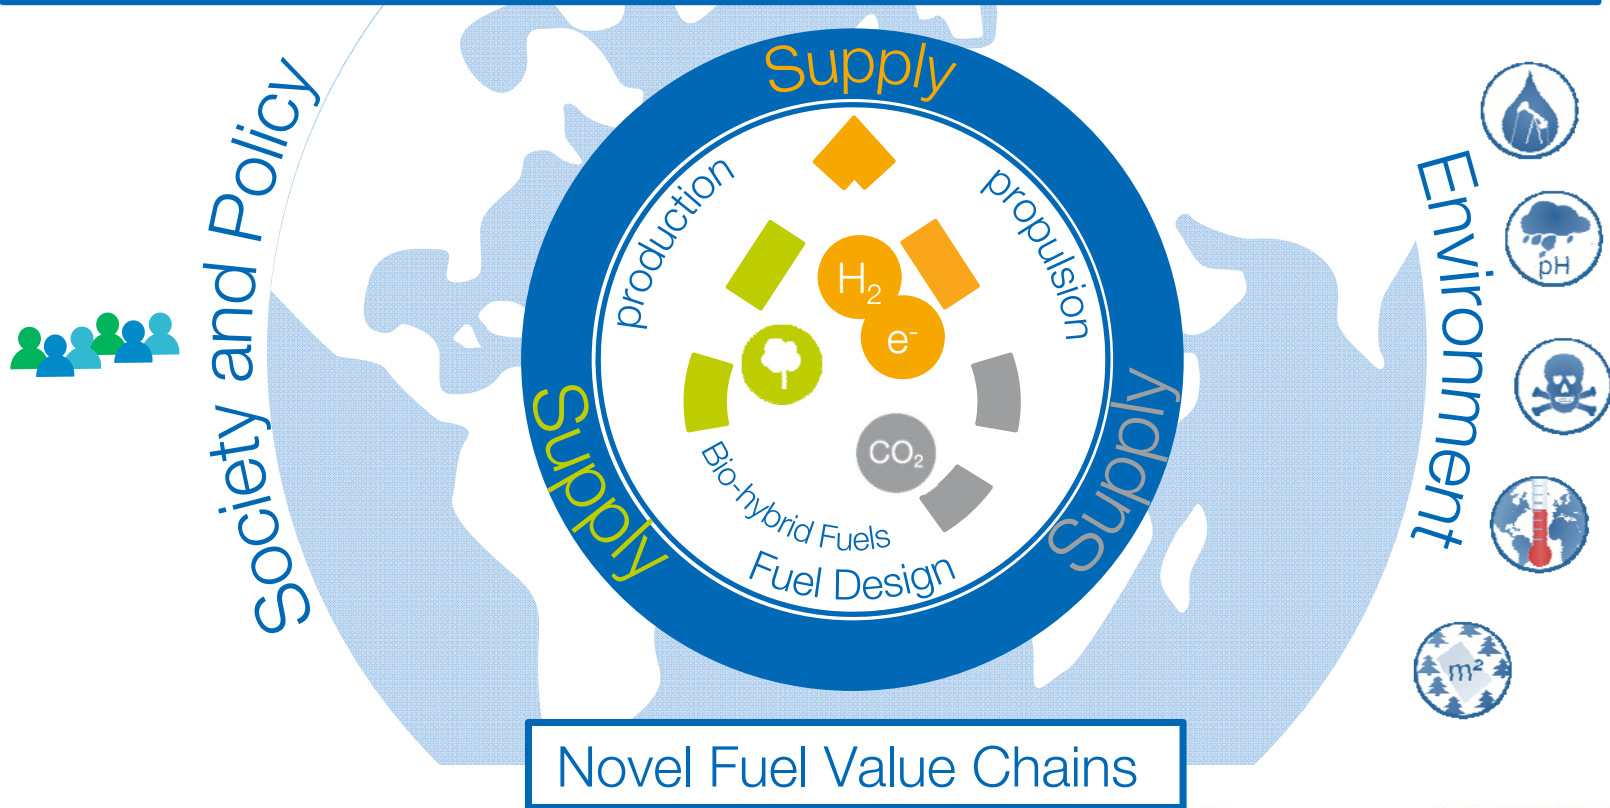 Supply
Society and Policy
production
propulsion
Environment
H₂
e⁻
pH
CO₂
Supply
Supply
Bio-hybrid Fuels
Fuel Design
m²
Novel Fuel Value Chains